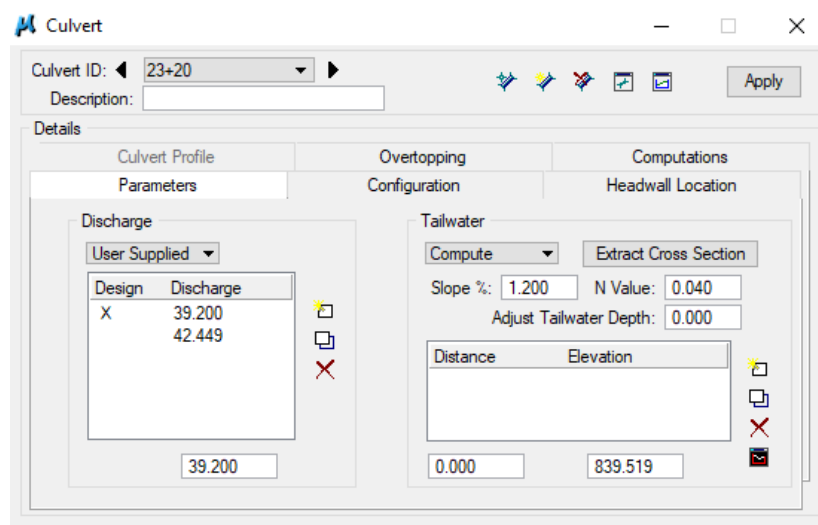 Culvert
Culvert ID: 23+20
Apply
Description:
Details
Culvert Profile Overtopping Computations
Parameters Configuration Headwall Location
Discharge Tailwater
User Supplied Compute Extract Cross Section
Design Discharge Slope %: 1.200 N Value: 0.040
X 39.200 Adjust Tailwater Depth: 0.000
42.449
Distance Elevation
39.200 0.000 839.519